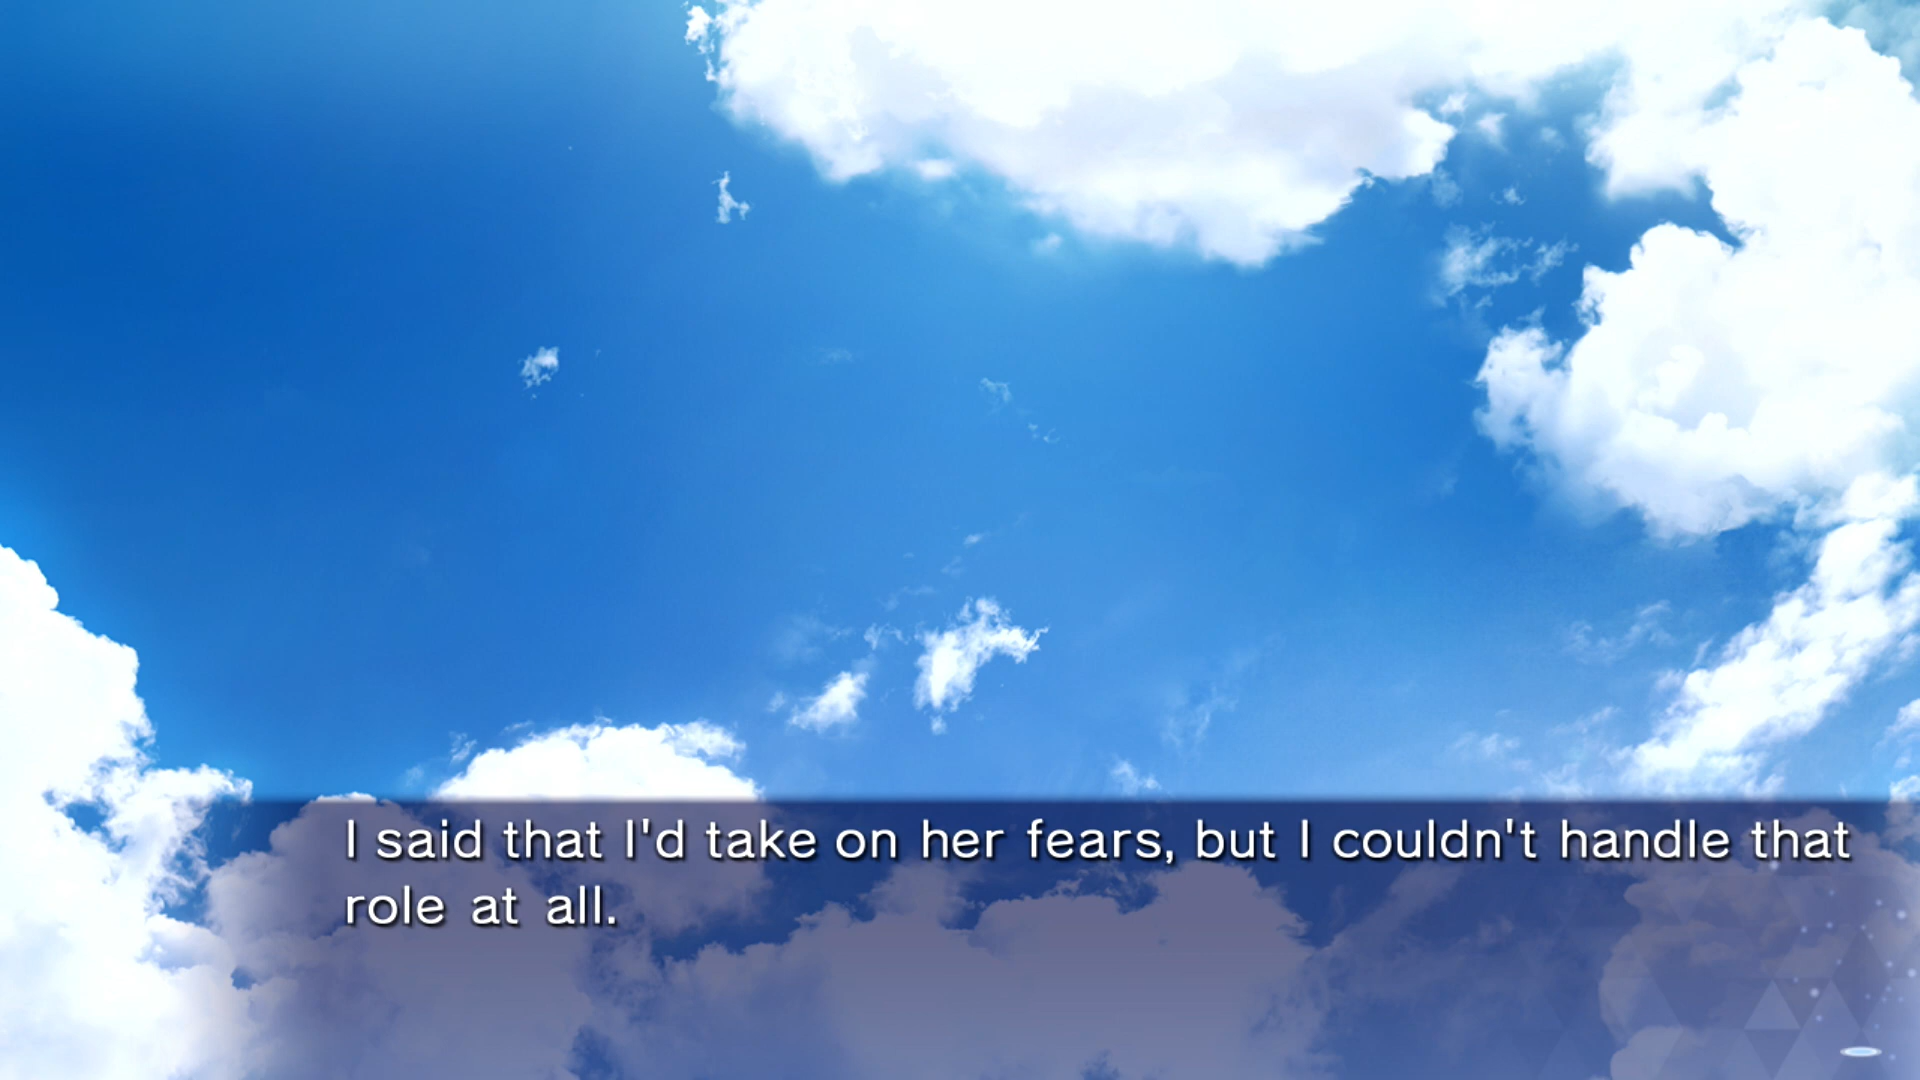 I said that I'd take on her fears, but I couldn't handle that
role at all.